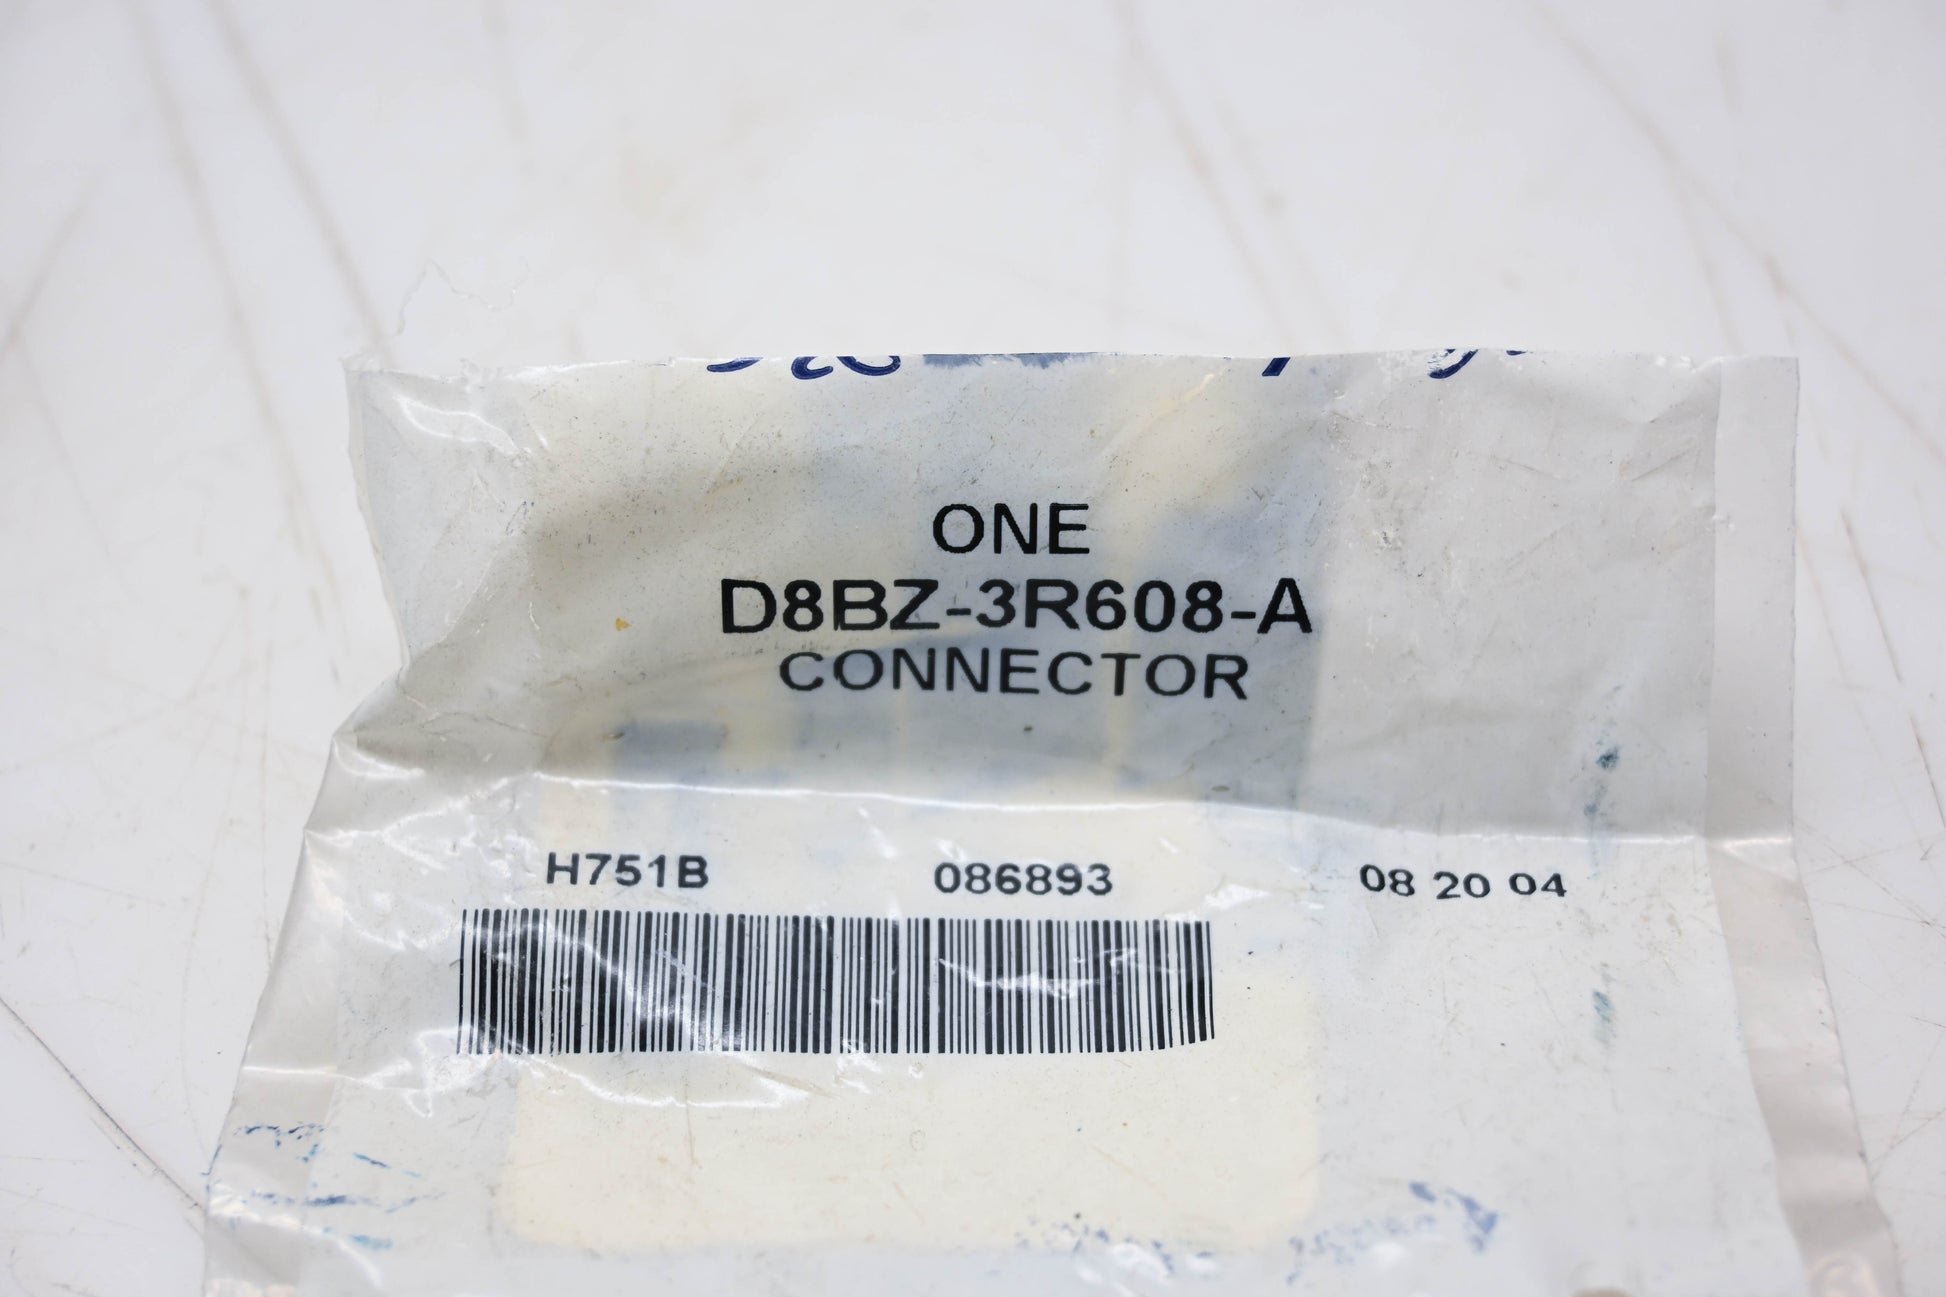 ONE
D8BZ-3R608-A
CONNECTOR
H751B 086893 08 20 04